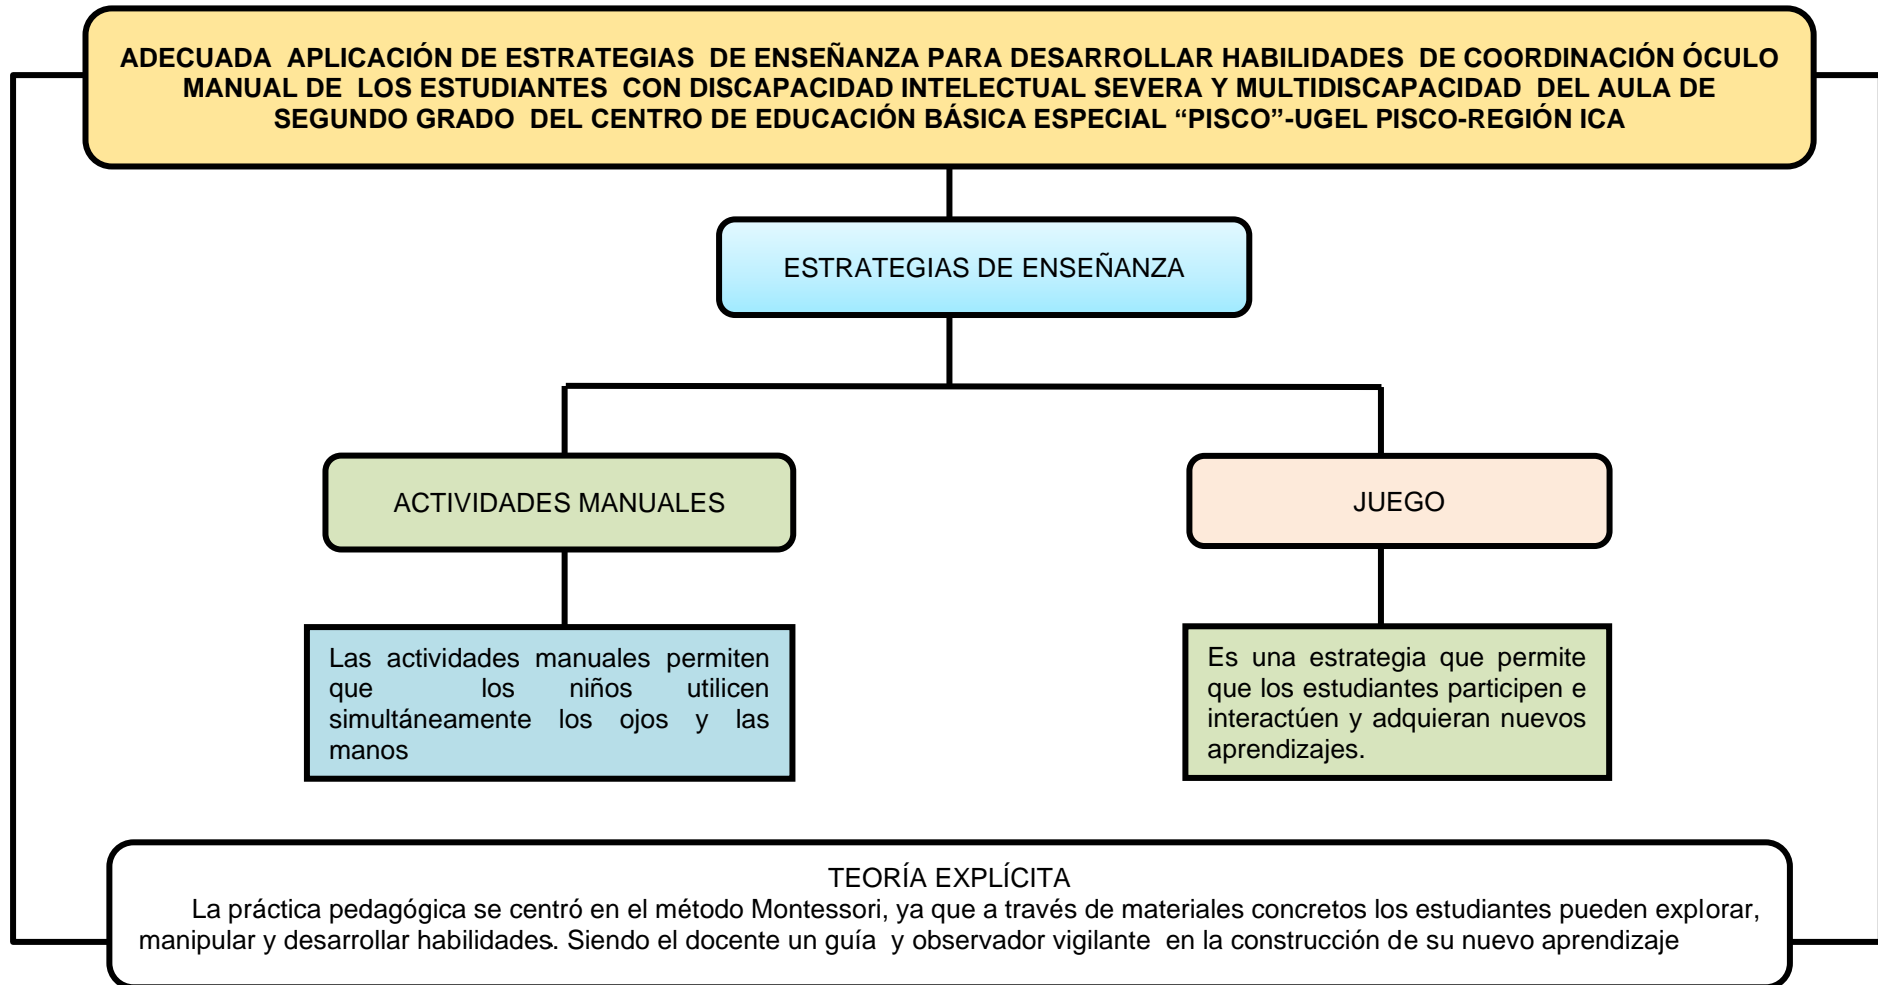 ADECUADA APLICACIÓN DE ESTRATEGIAS DE ENSEÑANZA PARA DESARROLLAR HABILIDADES DE COORDINACIÓN ÓCULO
MANUAL DE LOS ESTUDIANTES CON DISCAPACIDAD INTELECTUAL SEVERA Y MULTIDISCAPACIDAD DEL AULA DE
SEGUNDO GRADO DEL CENTRO DE EDUCACIÓN BÁSICA ESPECIAL “PISCO”-UGEL PISCO-REGIÓN ICA
ESTRATEGIAS DE ENSEÑANZA
ACTIVIDADES MANUALES
JUEGO
Las actividades manuales permiten
que los niños utilicen
simultáneamente los ojos y las
manos
Es una estrategia que permite
que los estudiantes participen e
interactúen y adquieran nuevos
aprendizajes.
TEORÍA EXPLÍCITA
La práctica pedagógica se centró en el método Montessori, ya que a través de materiales concretos los estudiantes pueden explorar,
manipular y desarrollar habilidades. Siendo el docente un guía y observador vigilante en la construcción de su nuevo aprendizaje